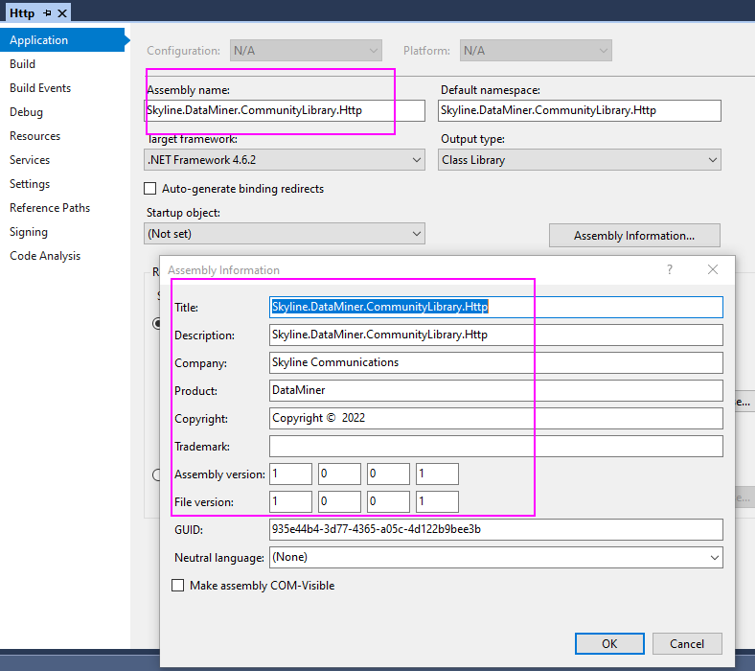 Http
Application
Build
Build Events
Debug
Resources
Services
Settings
Reference Paths
Signing
Code Analysis
Configuration: N/A Platform: N/A
Assembly name: Default namespace:
Skyline.DataMiner.CommunityLibrary.Http Skyline.DataMiner.CommunityLibrary.Http
Target framework: Output type:
.NET Framework 4.6.2 Class Library
Auto-generate binding redirects
Startup object:
(Not set) Assembly Information...
Assembly Information ?
Title: Skyline.DataMiner.CommunityLibrary.Http
Description: Skyline.DataMiner.CommunityLibrary.Http
Company: Skyline Communications
Product: DataMiner
Copyright: Copyright © 2022
Trademark:
Assembly version: 1 0 0 1
File version: 1 0 0 1
GUID: 935e44b4-3d77-4365-a05c-4d122b9bee3b
Neutral language: (None)
Make assembly COM-Visible
OK Cancel